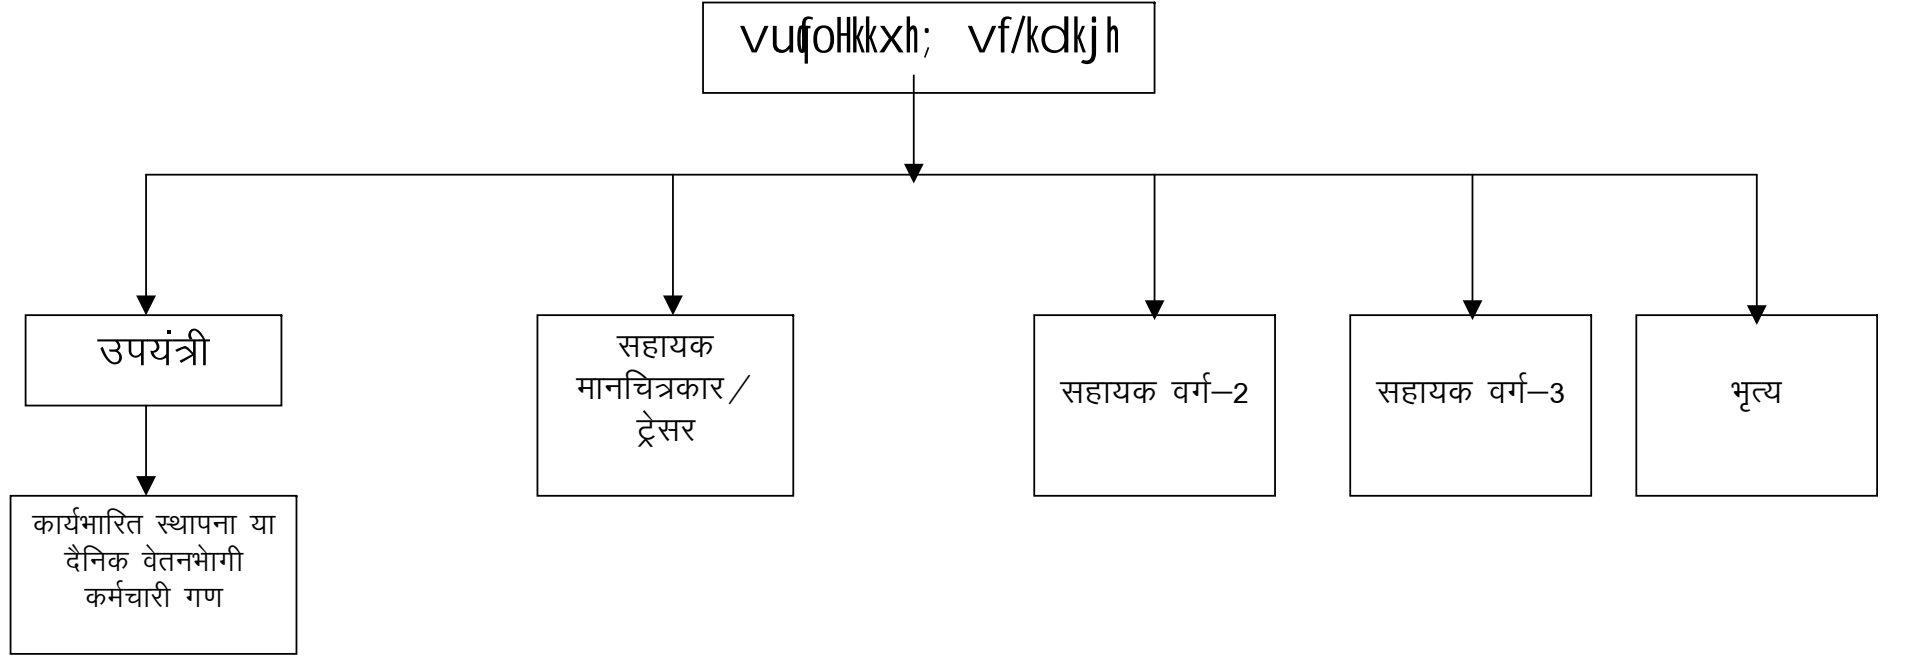 vuqfoHkkxh; vf/kdkjh
उपयंत्री
सहायक
मानचित्रकार/
ट्रेसर
सहायक वर्ग–2
सहायक वर्ग–3
भृत्य
कार्यभारित स्थापना या
दैनिक वेतनभेागी
कर्मचारी गण